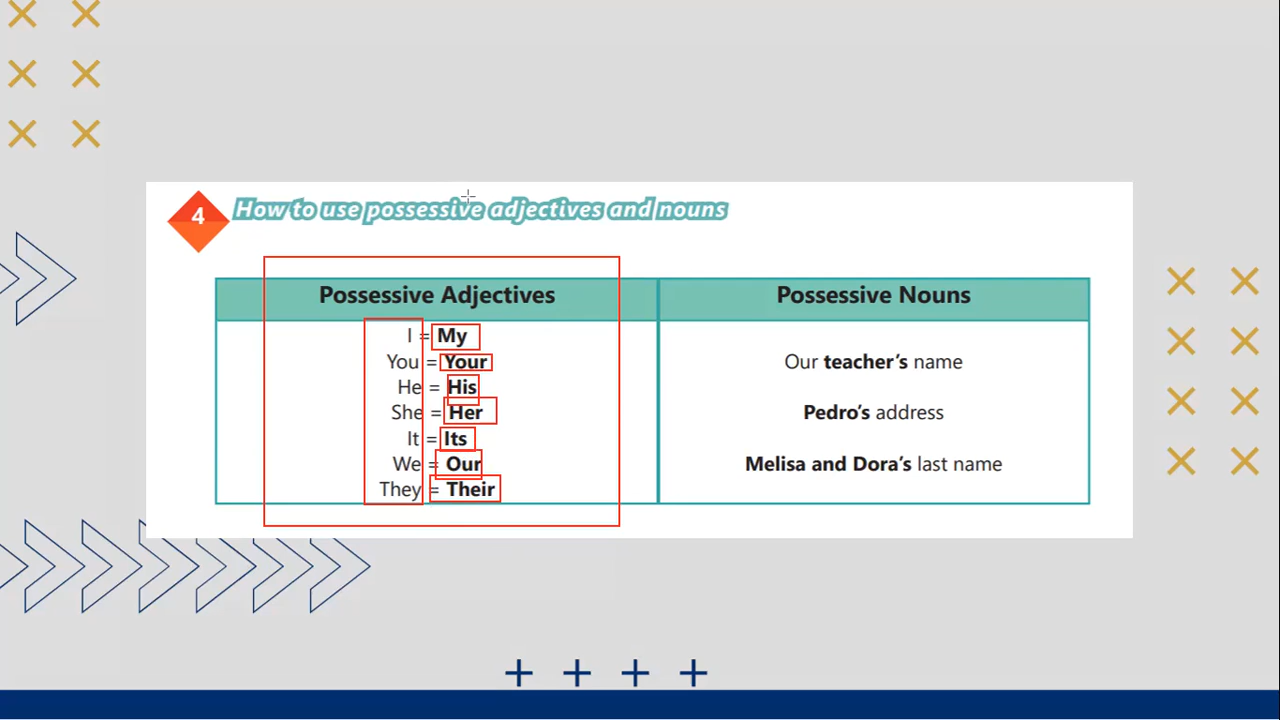 4
How to use possessive adjectives and nouns
Possessive Adjectives
I = My
You = Your
He = His
She = Her
It = Its
We = Our
They = Their
Possessive Nouns
Our teacher's name
Pedro's address
Melisa and Dora's last name